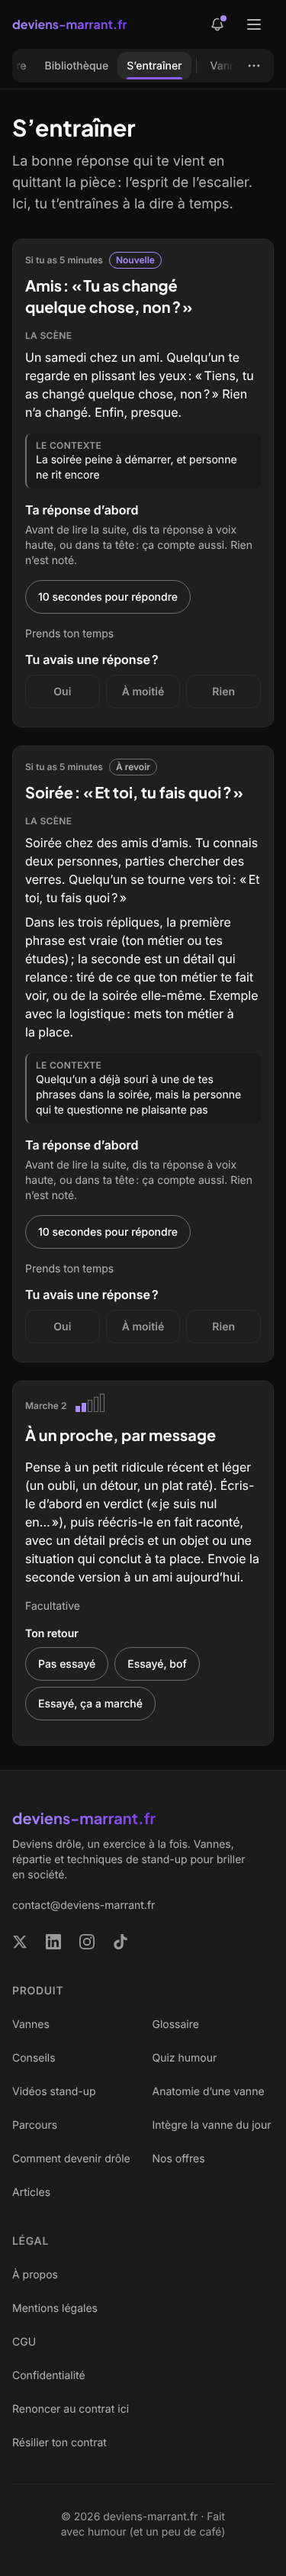 deviens-marrant.fr
re Bibliothèque S’entraîner Van
S’entraîner
La bonne réponse qui te vient en
quittant la pièce : l’esprit de l’escalier.
Ici, tu t’entraînes à la dire à temps.
Si tu as 5 minutes Nouvelle
Amis : « Tu as changé
quelque chose, non ? »
LA SCÈNE
Un samedi chez un ami. Quelqu’un te
regarde en plissant les yeux : « Tiens, tu
as changé quelque chose, non ? » Rien
n’a changé. Enfin, presque.
LE CONTEXTE
La soirée peine à démarrer, et personne
ne rit encore
Ta réponse d’abord
Avant de lire la suite, dis ta réponse à voix
haute, ou dans ta tête : ça compte aussi. Rien
n’est noté.
10 secondes pour répondre
Prends ton temps
Tu avais une réponse ?
Oui À moitié Rien
Si tu as 5 minutes À revoir
Soirée : « Et toi, tu fais quoi ? »
LA SCÈNE
Soirée chez des amis d’amis. Tu connais
deux personnes, parties chercher des
verres. Quelqu’un se tourne vers toi : « Et
toi, tu fais quoi ? »
Dans les trois répliques, la première
phrase est vraie (ton métier ou tes
études) ; la seconde est un détail qui
relance : tiré de ce que ton métier te fait
voir, ou de la soirée elle-même. Exemple
avec la logistique : mets ton métier à
la place.
LE CONTEXTE
Quelqu’un a déjà souri à une de tes
phrases dans la soirée, mais la personne
qui te questionne ne plaisante pas
Ta réponse d’abord
Avant de lire la suite, dis ta réponse à voix
haute, ou dans ta tête : ça compte aussi. Rien
n’est noté.
10 secondes pour répondre
Prends ton temps
Tu avais une réponse ?
Oui À moitié Rien
Marche 2
À un proche, par message
Pense à un petit ridicule récent et léger
(un oubli, un détour, un plat raté). Écris-
le d’abord en verdict (« je suis nul
en… »), puis réécris-le en fait raconté,
avec un détail précis et un objet ou une
situation qui conclut à ta place. Envoie la
seconde version à un ami aujourd’hui.
Facultative
Ton retour
Pas essayé Essayé, bof
Essayé, ça a marché
deviens-marrant.fr
Deviens drôle, un exercice à la fois. Vannes,
répartie et techniques de stand-up pour briller
en société.
contact@deviens-marrant.fr
PRODUIT
Vannes Glossaire
Conseils Quiz humour
Vidéos stand-up Anatomie d’une vanne
Parcours Intègre la vanne du jour
Comment devenir drôle Nos offres
Articles
LÉGAL
À propos
Mentions légales
CGU
Confidentialité
Renoncer au contrat ici
Résilier ton contrat
© 2026 deviens-marrant.fr · Fait
avec humour (et un peu de café)